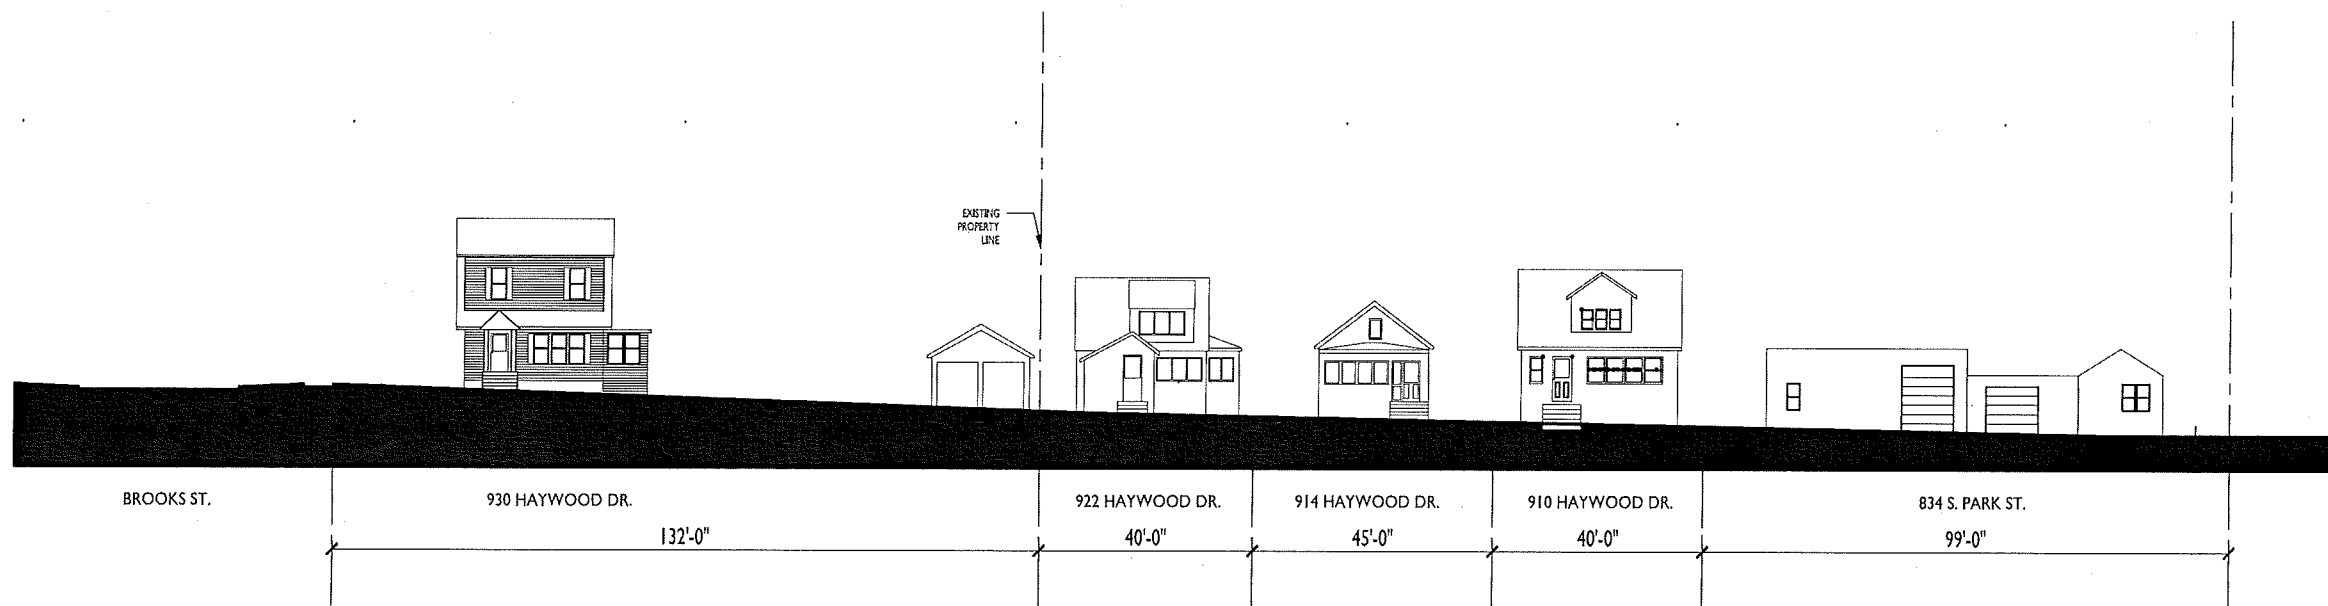 EXISTING
PROPERTY
LINE
BROOKS ST.
930 HAYWOOD DR.
922 HAYWOOD DR.
914 HAYWOOD DR.
910 HAYWOOD DR.
834 S. PARK ST.
132'-0"
40'-0"
45'-0"
40'-0"
99'-0"